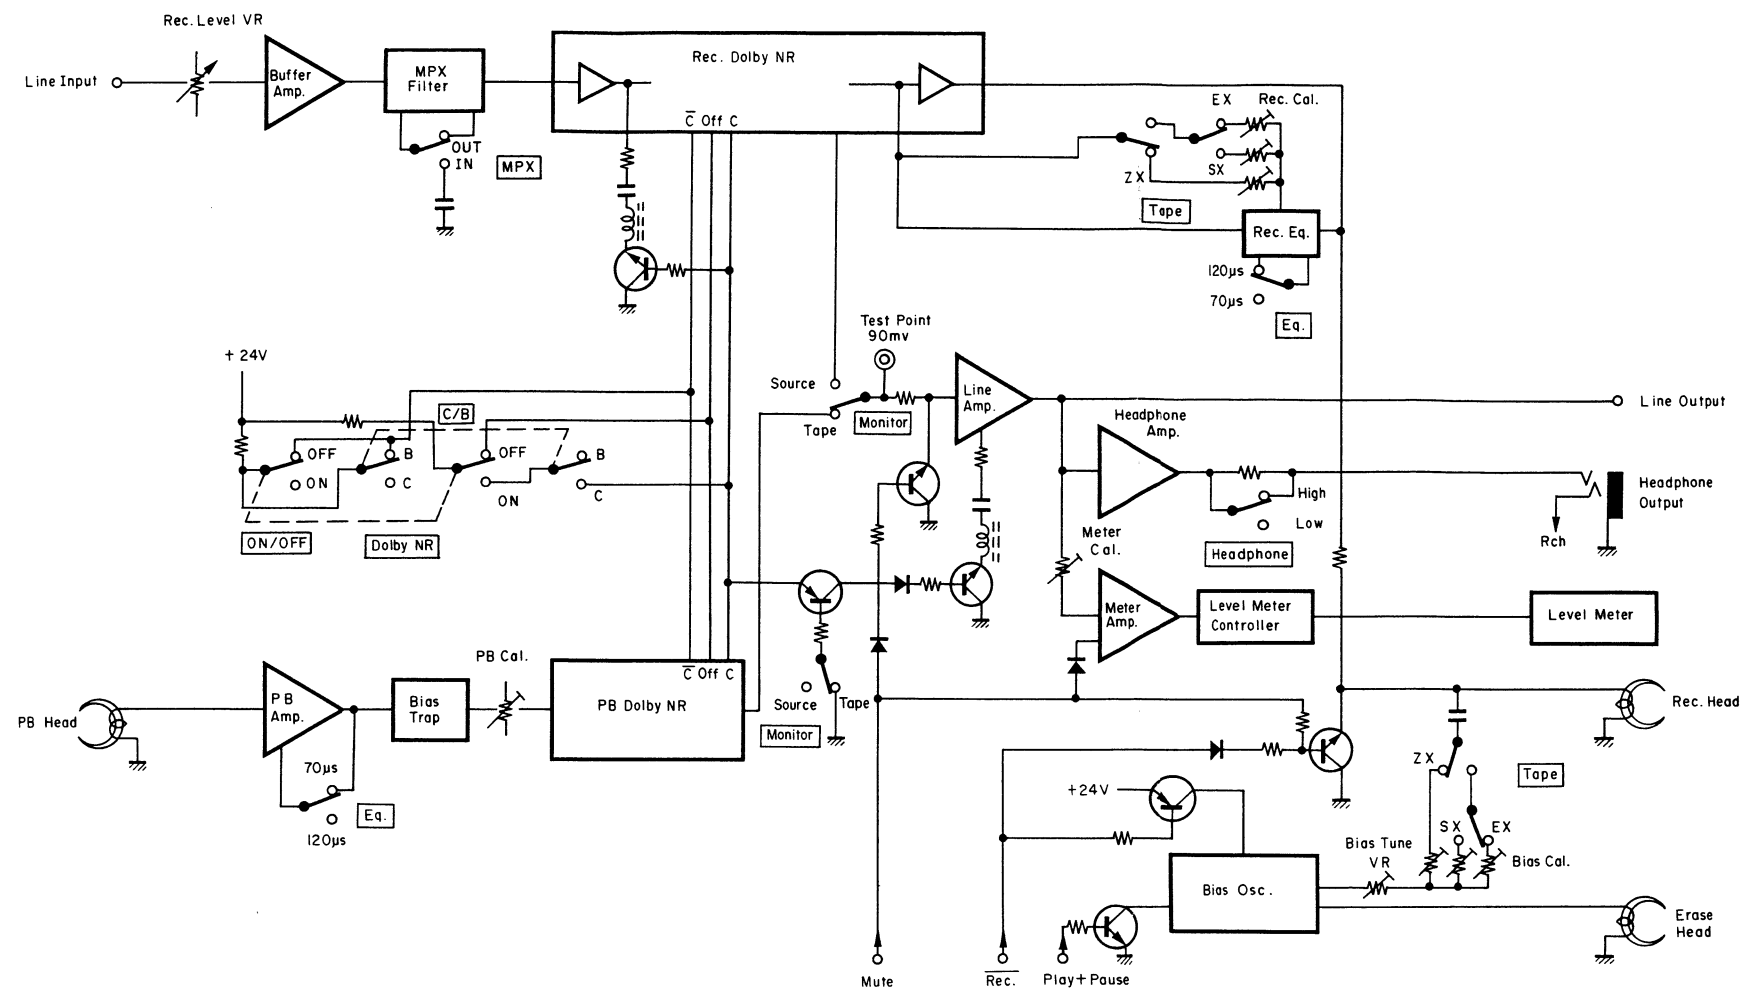 Rec. Level VR
Line Input
Buffer
Amp.
MPX
Filter
OUT
IN
MPX
Rec. Dolby NR
C̅ Off C
EX
Rec. Cal.
SX
ZX
Tape
Rec. Eq.
120µs
70µs
Eq.
+ 24V
C/B
OFF
ON
B
C
OFF
ON
B
C
ON/OFF
Dolby NR
Test Point
90mv
Source
Tape
Monitor
Line
Amp.
Line Output
Headphone
Amp.
High
Low
Headphone
Headphone
Output
Rch
Meter
Cal.
Meter
Amp.
Level Meter
Controller
Level Meter
PB Head
PB
Amp.
70µs
120µs
Eq.
Bias
Trap
PB Cal.
C̅ Off C
PB Dolby NR
Source
Tape
Monitor
Rec. Head
ZX
Tape
SX
EX
Bias Tune
VR
Bias Cal.
+24V
Bias Osc.
Erase
Head
Mute
R̅e̅c̅.
Play+Pause